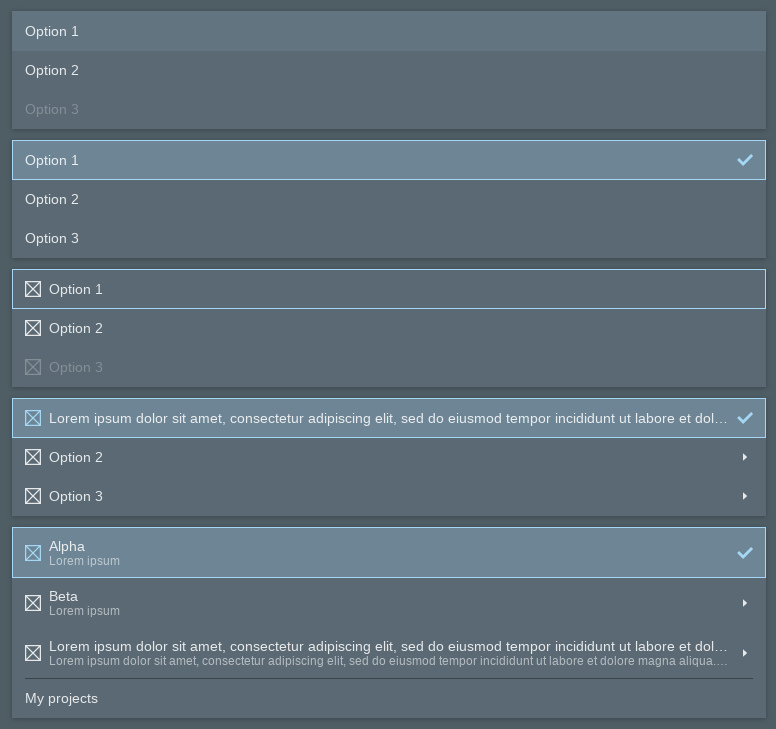 Option 1
Option 2
Option 3
Option 1
Option 2
Option 3
Option 1
Option 2
Option 3
Lorem ipsum dolor sit amet, consectetur adipiscing elit, sed do eiusmod tempor incididunt ut labore et dol…
Option 2
Option 3
Alpha
Lorem ipsum
Beta
Lorem ipsum
Lorem ipsum dolor sit amet, consectetur adipiscing elit, sed do eiusmod tempor incididunt ut labore et dol…
Lorem ipsum dolor sit amet, consectetur adipiscing elit, sed do eiusmod tempor incididunt ut labore et dolore magna aliqua.…
My projects